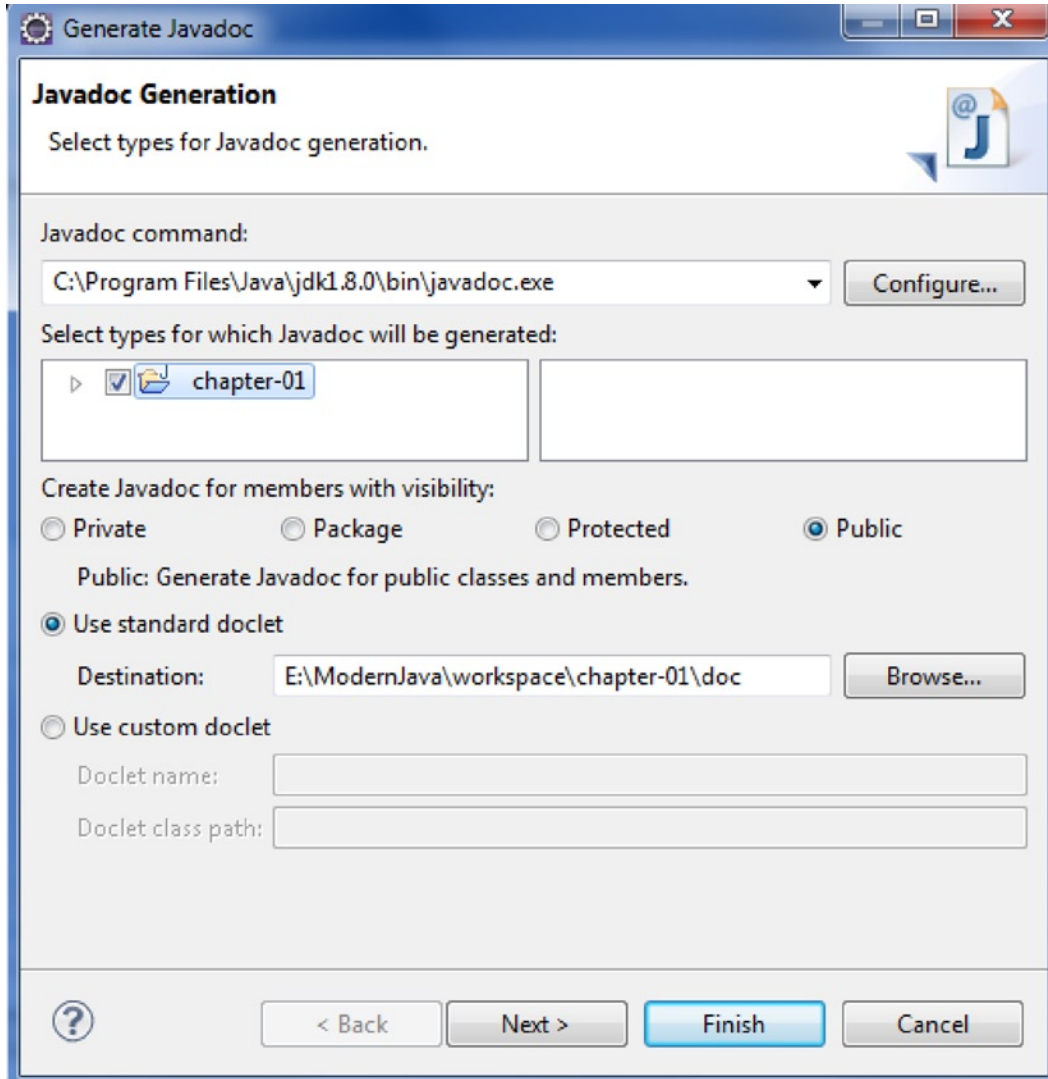 Generate Javadoc
Javadoc Generation
Select types for Javadoc generation.
@
J
Javadoc command:
C:\Program Files\Java\jdk1.8.0\bin\javadoc.exe
Configure...
Select types for which Javadoc will be generated:
chapter-01
Create Javadoc for members with visibility:
Private Package Protected Public
Public: Generate Javadoc for public classes and members.
Use standard doclet
Destination: E:\ModernJava\workspace\chapter-01\doc Browse...
Use custom doclet
Doclet name:
Doclet class path:
? < Back Next > Finish Cancel